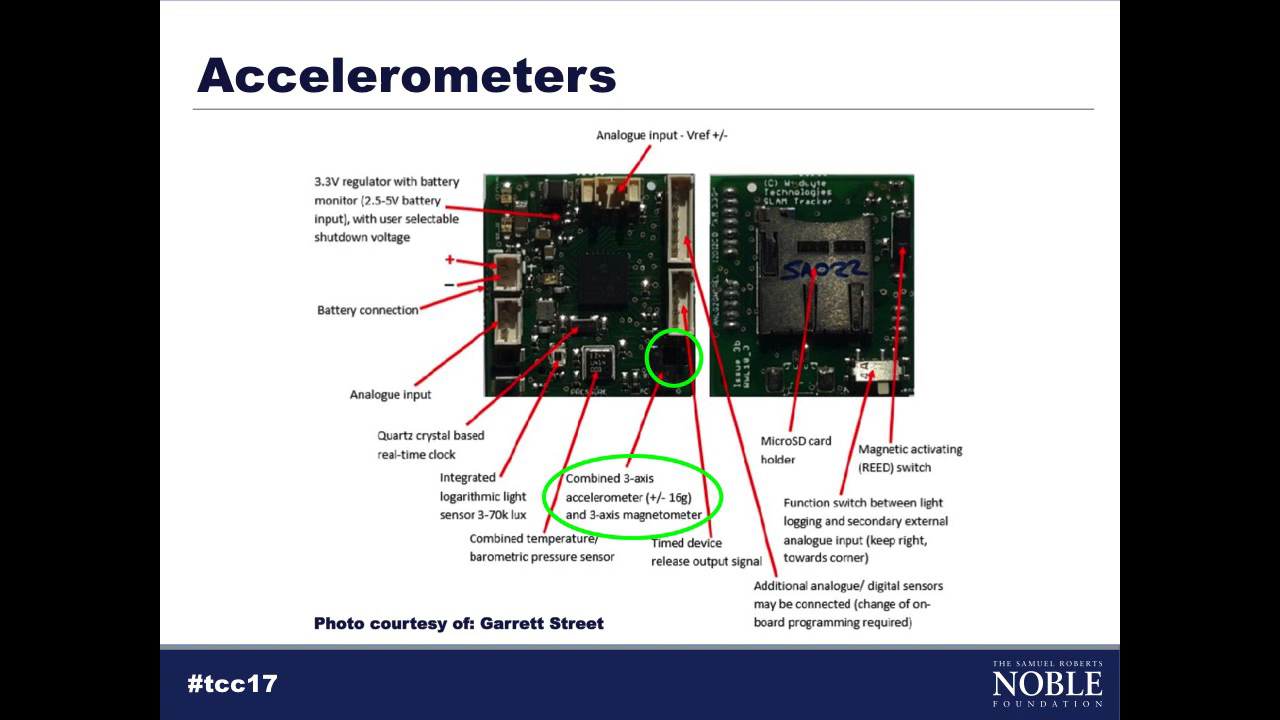 Accelerometers
Analogue input - Vref +/-
3.3V regulator with battery
monitor (2.5-5V battery
input), with user selectable
shutdown voltage
+
−
Battery connection
Analogue input
Quartz crystal based
real-time clock
Integrated
logarithmic light
sensor 3-70k lux
Combined temperature/
barometric pressure sensor
Combined 3-axis
accelerometer (+/- 16g)
and 3-axis magnetometer
Timed device
release output signal
MicroSD card
holder
Magnetic activating
(REED) switch
Function switch between light
logging and secondary external
analogue input (keep right,
towards corner)
Additional analogue/ digital sensors
may be connected (change of on-
board programming required)
PRESSURE
(C) Wildbyte
Technologies
SLAM Tracker
SA022
Issue 3b
Photo courtesy of: Garrett Street
#tcc17
THE SAMUEL ROBERTS
NOBLE
FOUNDATION